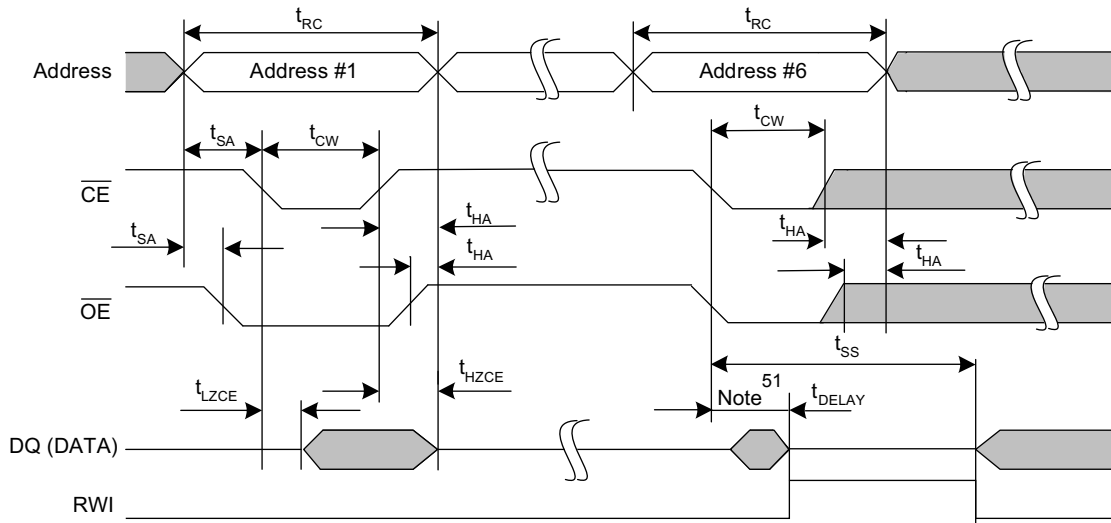 tRC tRC
Address Address #1 Address #6
tSA tCW tCW
CE
tHA
tSA tHA tHA
tHA
OE
tSS
tLZCE tHZCE Note 51 tDELAY
DQ (DATA)
RWI